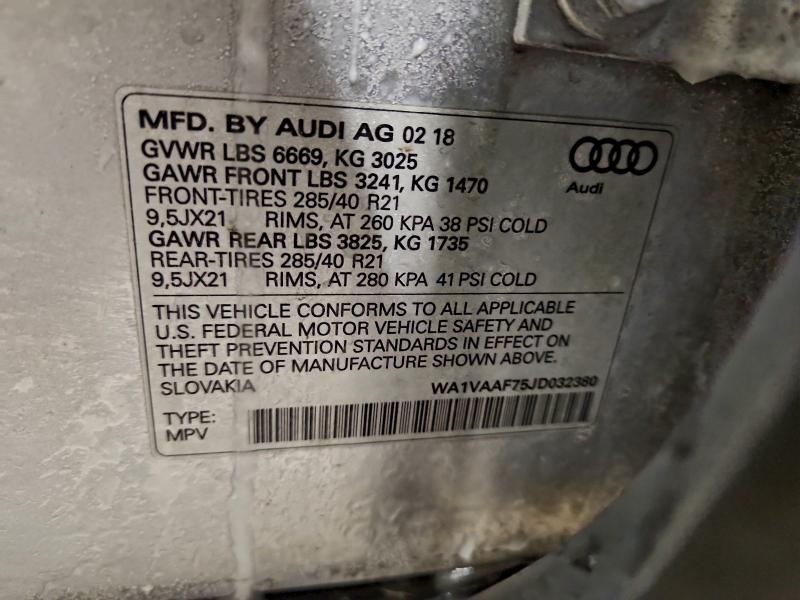 MFD. BY AUDI AG 02 18
GVWR LBS 6669, KG 3025
GAWR FRONT LBS 3241, KG 1470
FRONT-TIRES 285/40 R21
9,5JX21 RIMS, AT 260 KPA 38 PSI COLD
GAWR REAR LBS 3825, KG 1735
REAR-TIRES 285/40 R21
9,5JX21 RIMS, AT 280 KPA 41 PSI COLD
Audi
THIS VEHICLE CONFORMS TO ALL APPLICABLE
U.S. FEDERAL MOTOR VEHICLE SAFETY AND
THEFT PREVENTION STANDARDS IN EFFECT ON
THE DATE OF MANUFACTURE SHOWN ABOVE.
SLOVAKIA WA1VAAF75JD032380
TYPE:
MPV